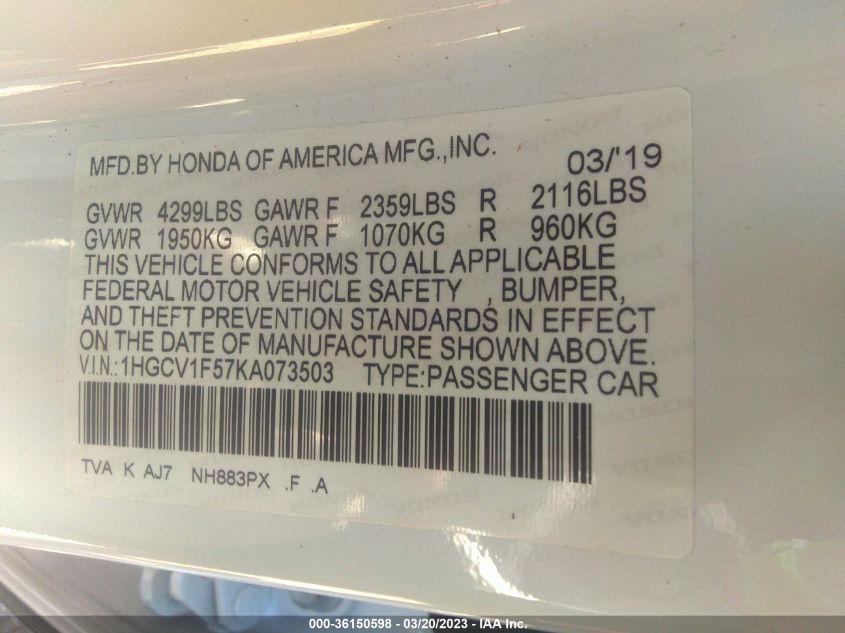 MFD.BY HONDA OF AMERICA MFG.,INC. 03/'19
GVWR 4299LBS GAWR F 2359LBS R 2116LBS
GVWR 1950KG GAWR F 1070KG R 960KG
THIS VEHICLE CONFORMS TO ALL APPLICABLE
FEDERAL MOTOR VEHICLE SAFETY , BUMPER,
AND THEFT PREVENTION STANDARDS IN EFFECT
ON THE DATE OF MANUFACTURE SHOWN ABOVE.
V.I.N.:1HGCV1F57KA073503 TYPE:PASSENGER CAR
TVA K AJ7 NH883PX .F .A
000-36150598 - 03/20/2023 - IAA Inc.